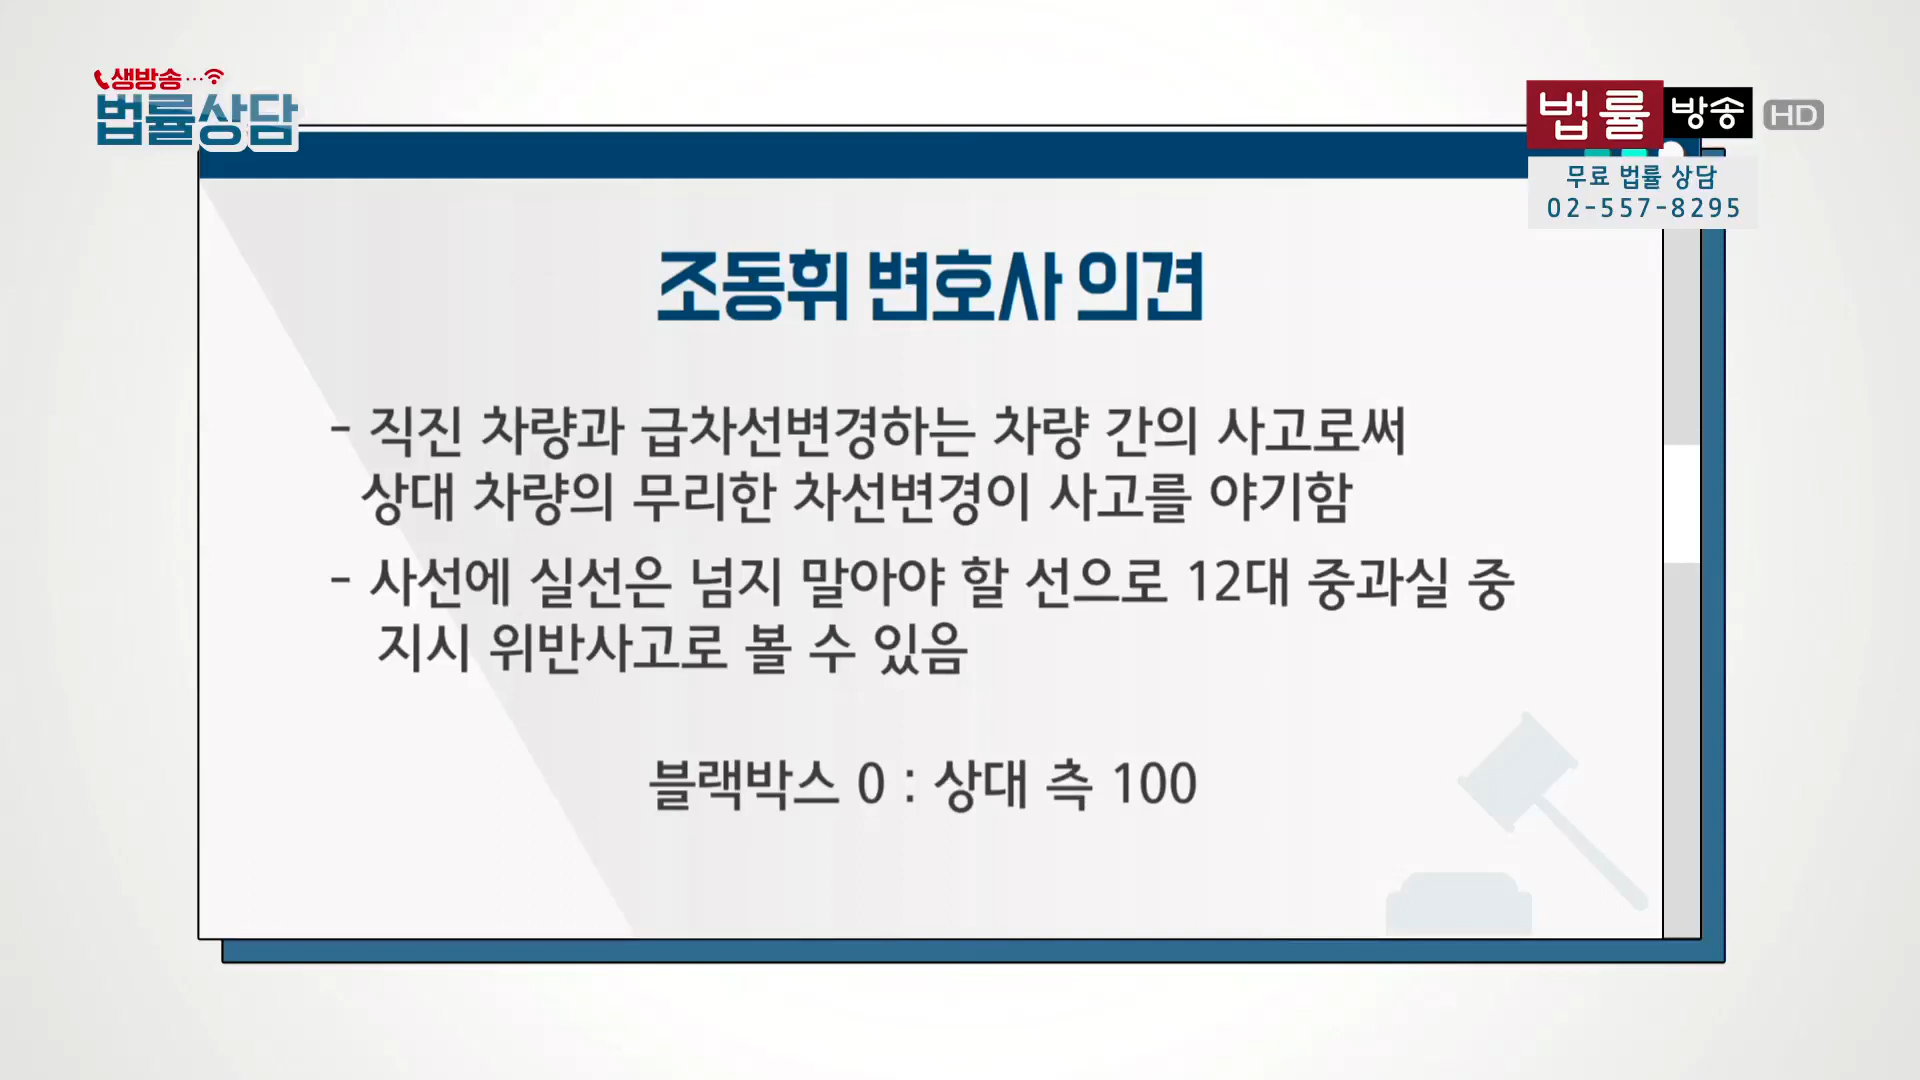 생방송
법률상담
법률방송 HD
무료 법률 상담
02-557-8295
조동휘 변호사 의견
- 직진 차량과 급차선변경하는 차량 간의 사고로써
상대 차량의 무리한 차선변경이 사고를 야기함
- 사선에 실선은 넘지 말아야 할 선으로 12대 중과실 중
지시 위반사고로 볼 수 있음
블랙박스 0 : 상대 측 100